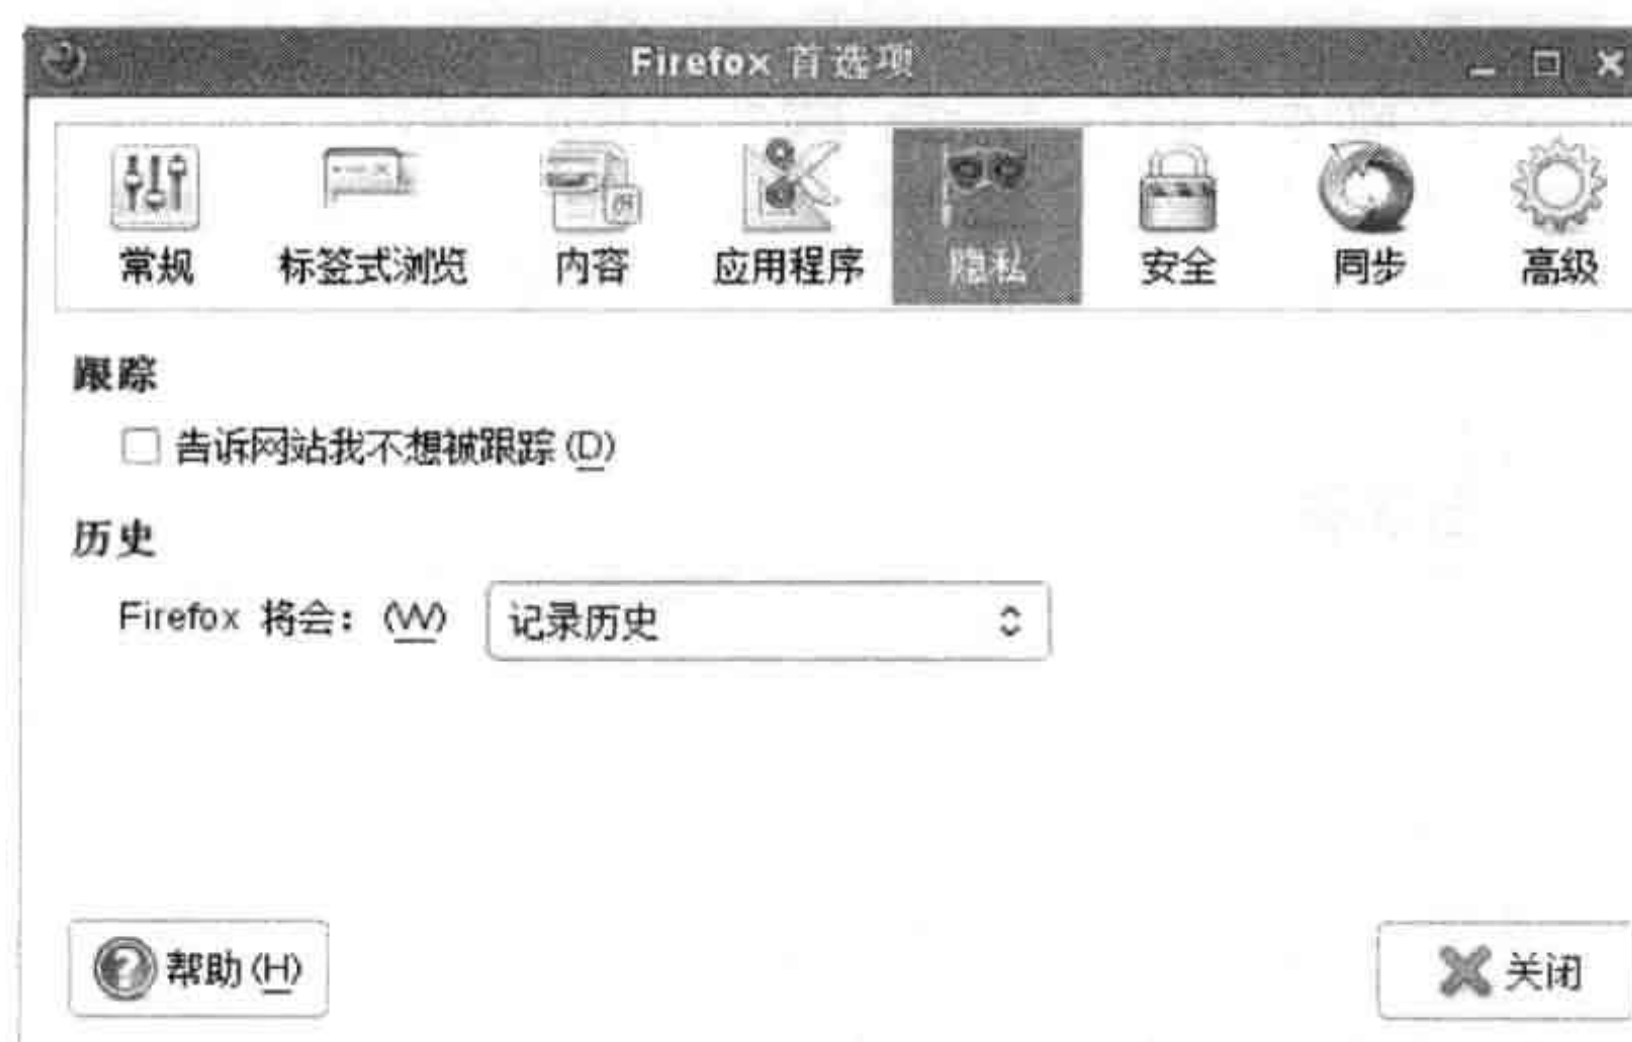 Firefox 首选项
常规 标签式浏览 内容 应用程序 隐私 安全 同步 高级
跟踪
告诉网站我不想被跟踪 (D)
历史
Firefox 将会： (W) 记录历史
帮助 (H) 关闭